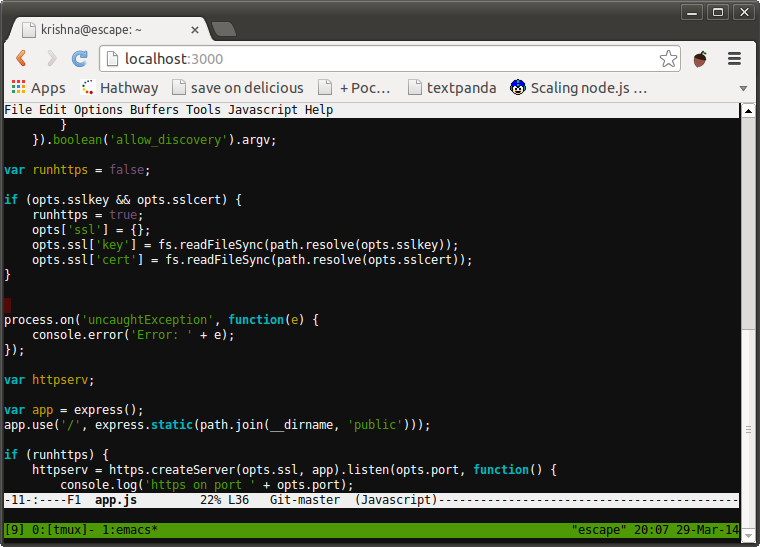 krishna@escape: ~
localhost:3000
Apps Hathway save on delicious + Poc… textpanda Scaling node.js …
File Edit Options Buffers Tools Javascript Help
        }
    }).boolean('allow_discovery').argv;
var runhttps = false;
if (opts.sslkey && opts.sslcert) {
    runhttps = true;
    opts['ssl'] = {};
    opts.ssl['key'] = fs.readFileSync(path.resolve(opts.sslkey));
    opts.ssl['cert'] = fs.readFileSync(path.resolve(opts.sslcert));
}
process.on('uncaughtException', function(e) {
    console.error('Error: ' + e);
});
var httpserv;
var app = express();
app.use('/', express.static(path.join(__dirname, 'public')));
if (runhttps) {
    httpserv = https.createServer(opts.ssl, app).listen(opts.port, function() {
        console.log('https on port ' + opts.port);
-11-:----F1  app.js         22% L36   Git-master  (Javascript)------------------------------------------
[9] 0:[tmux]- 1:emacs* "escape" 20:07 29-Mar-14